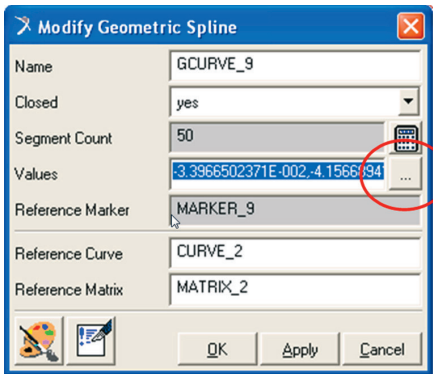 Modify Geometric Spline
Name GCURVE_9
Closed yes
Segment Count 50
Values -3.3966502371E-002,-4.1566894 ...
Reference Marker MARKER_9
Reference Curve CURVE_2
Reference Matrix MATRIX_2
OK Apply Cancel